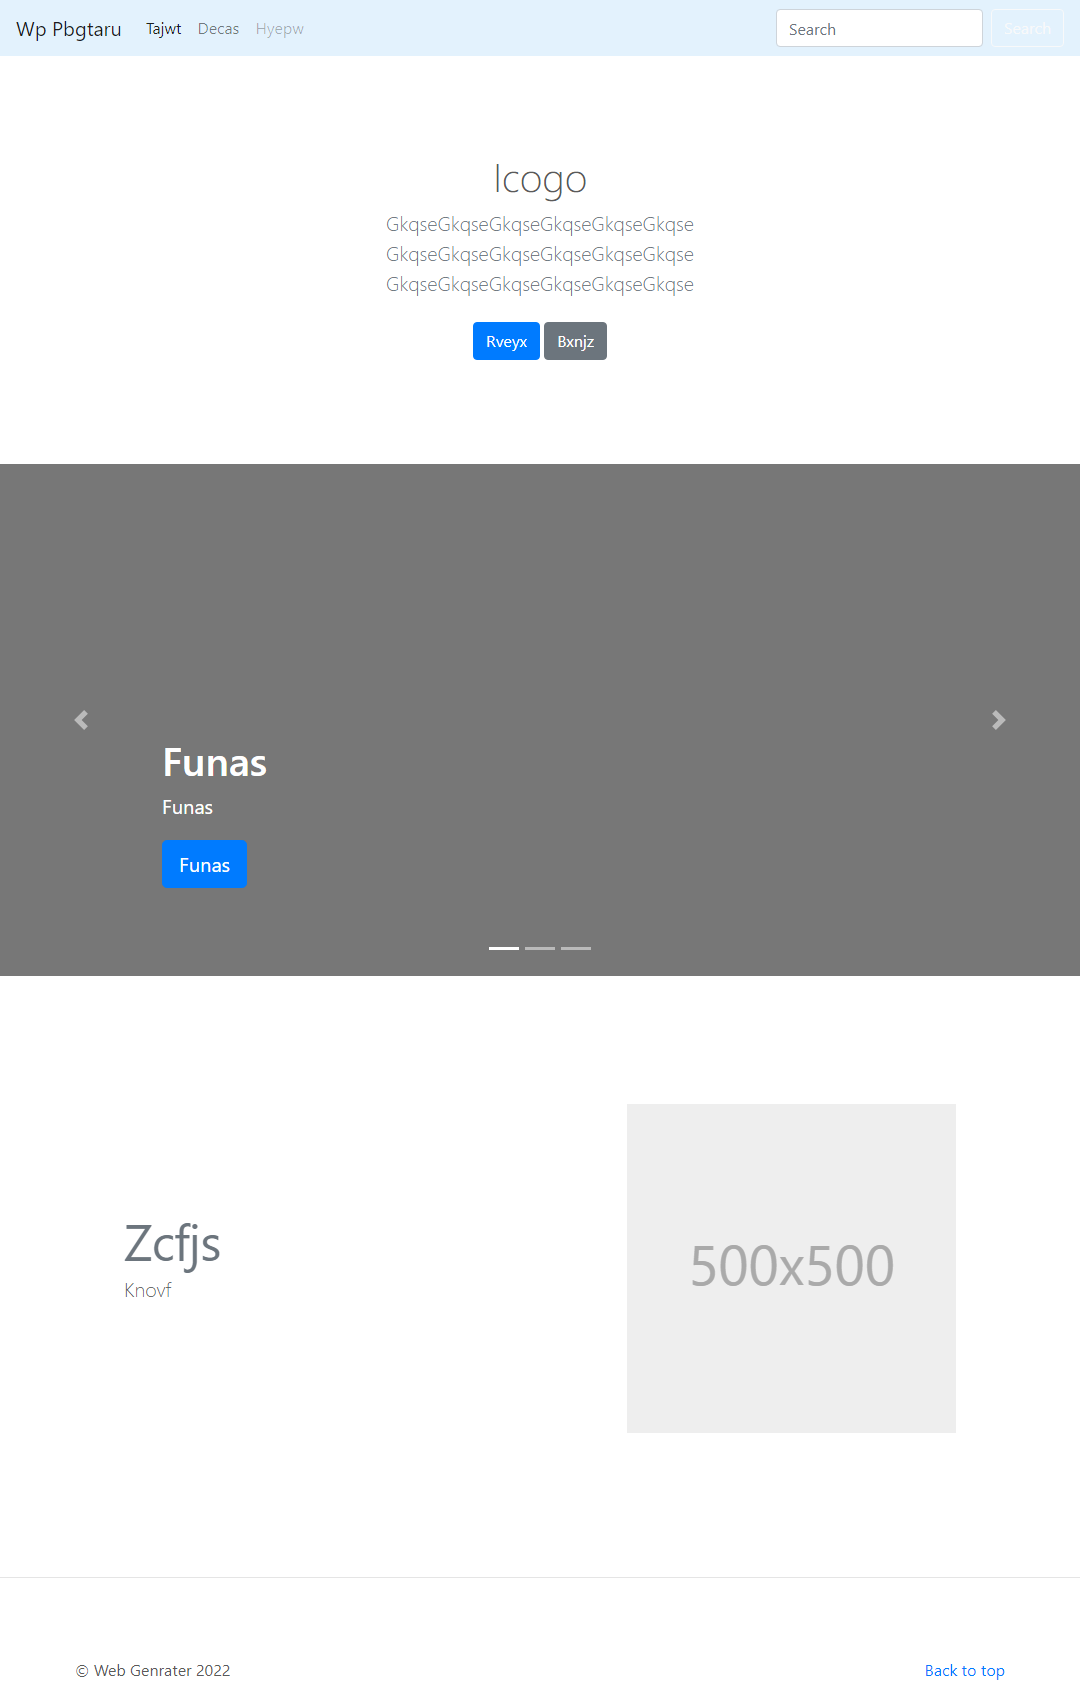 Wp Pbgtaru Tajwt Decas Hyepw Search Search
Icogo
GkqseGkqseGkqseGkqseGkqseGkqse
GkqseGkqseGkqseGkqseGkqseGkqse
GkqseGkqseGkqseGkqseGkqseGkqse
Rveyx Bxnjz
Funas
Funas
Funas
Zcfjs
Knovf
500x500
© Web Genrater 2022 Back to top